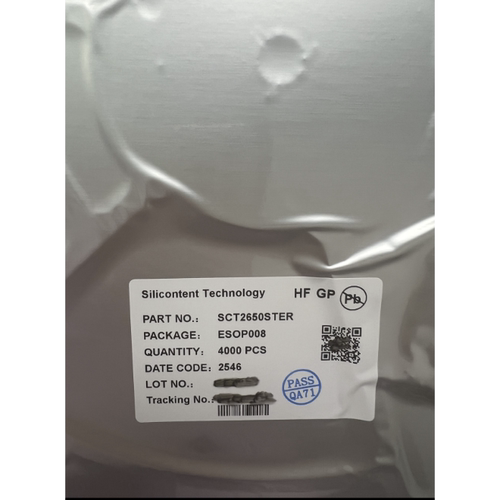 Silicontent Technology HF GP Pb
PART NO.: SCT2650STER
PACKAGE: ESOP008
QUANTITY: 4000 PCS
DATE CODE: 2546
LOT NO.:
Tracking No.:
PASS
QA71